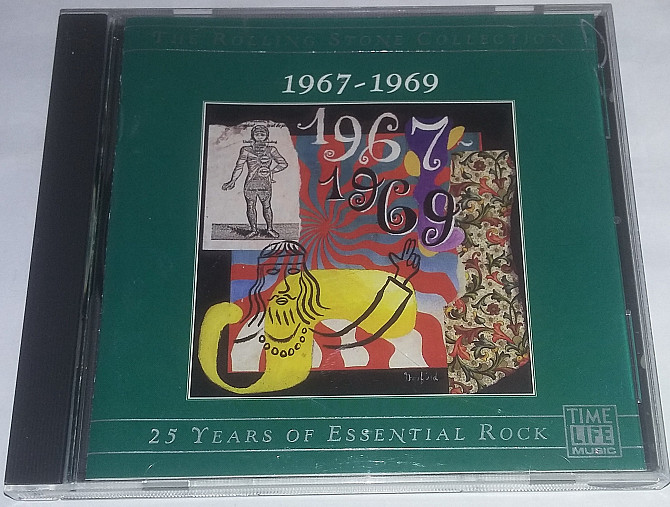 THE ROLLING STONE COLLECTION
1967-1969
1967
1969
25 YEARS OF ESSENTIAL ROCK
TIME
LIFE
MUSIC